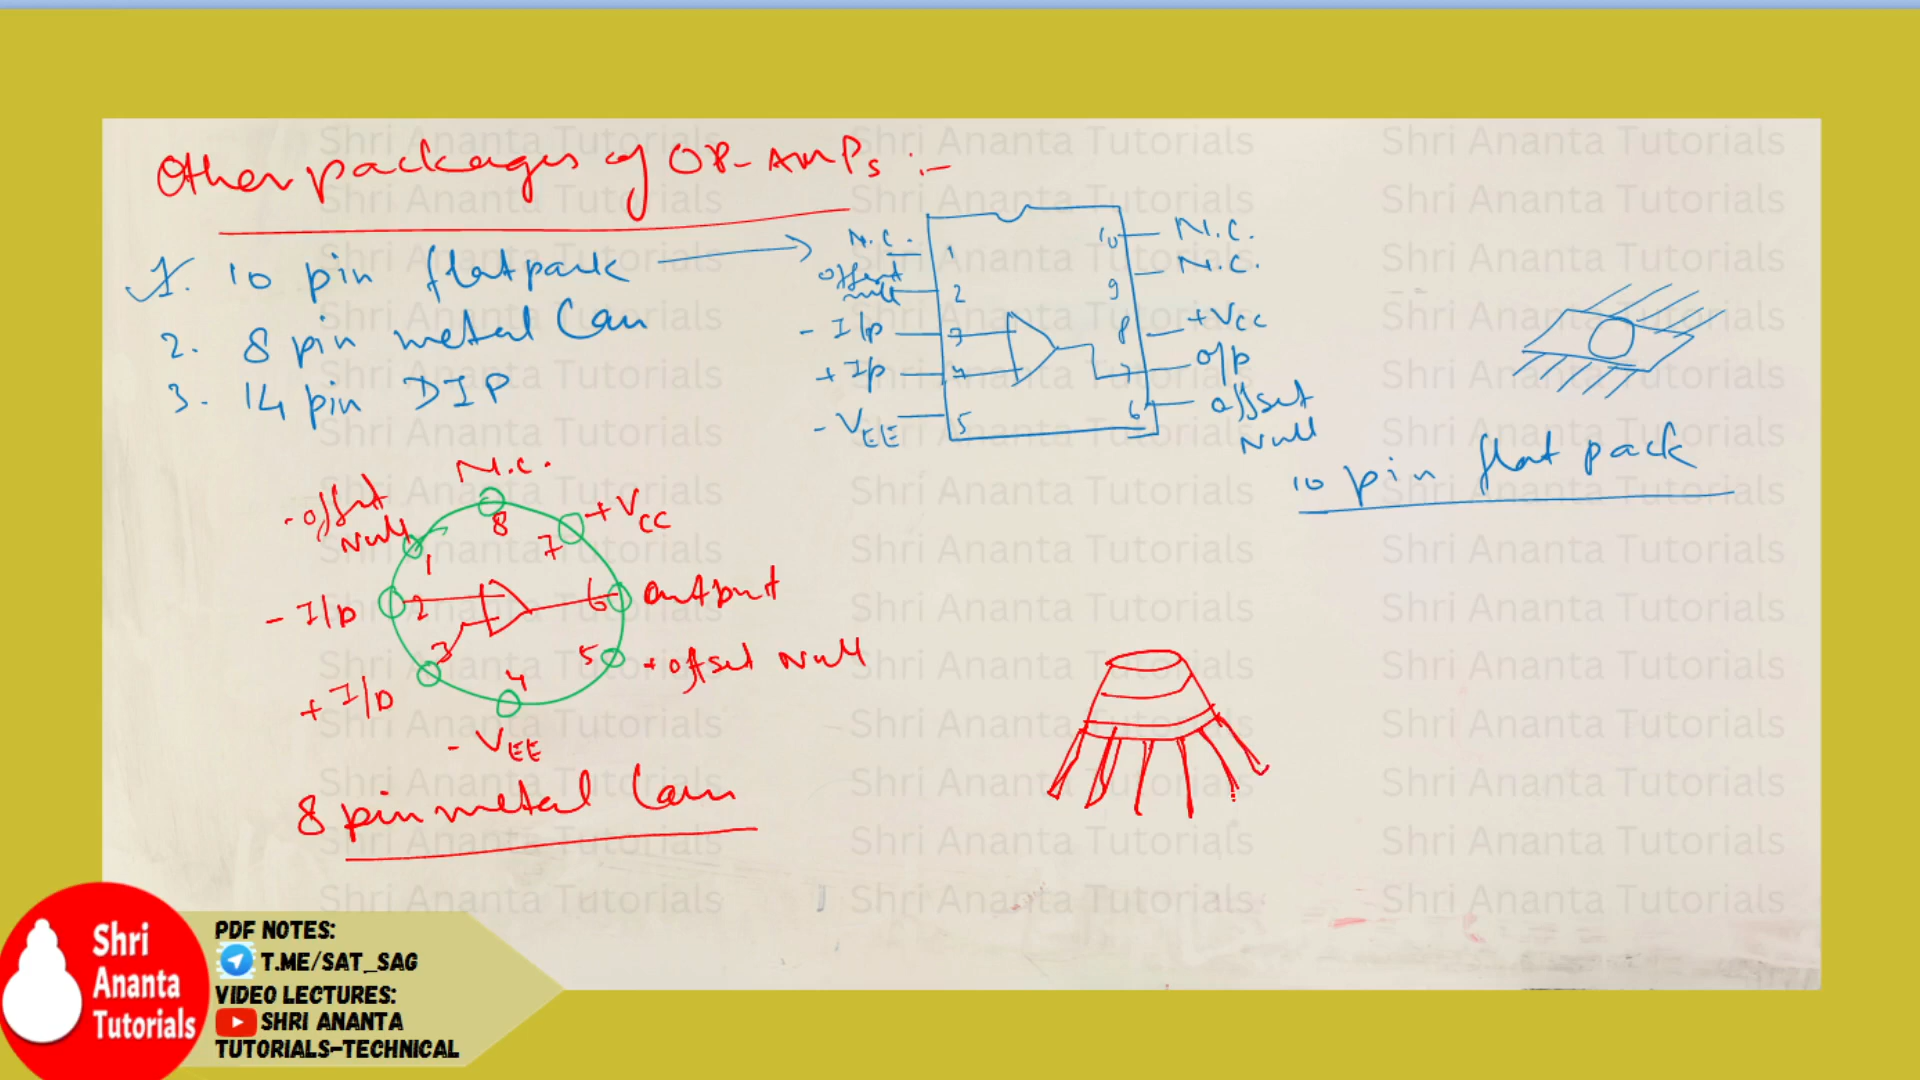 Other packages of OP-AMPs :-
1. 10 pin flatpack
2. 8 pin metal Can
3. 14 pin DIP
N.C. 1 10 N.C.
offset null 2 9 N.C.
- I/p 3 8 +VCC
+ I/p 4 7 o/p
- VEE 5 6 offset Null
10 pin flat pack
N.C.
- offset Null
+ VCC
8
1
7
- I/p 2 6 output
3 5 + offset Null
+ I/p
4
- VEE
8 pin metal Can
Shri Ananta Tutorials
PDF NOTES:
T.ME/SAT_SAG
VIDEO LECTURES:
SHRI ANANTA
TUTORIALS-TECHNICAL